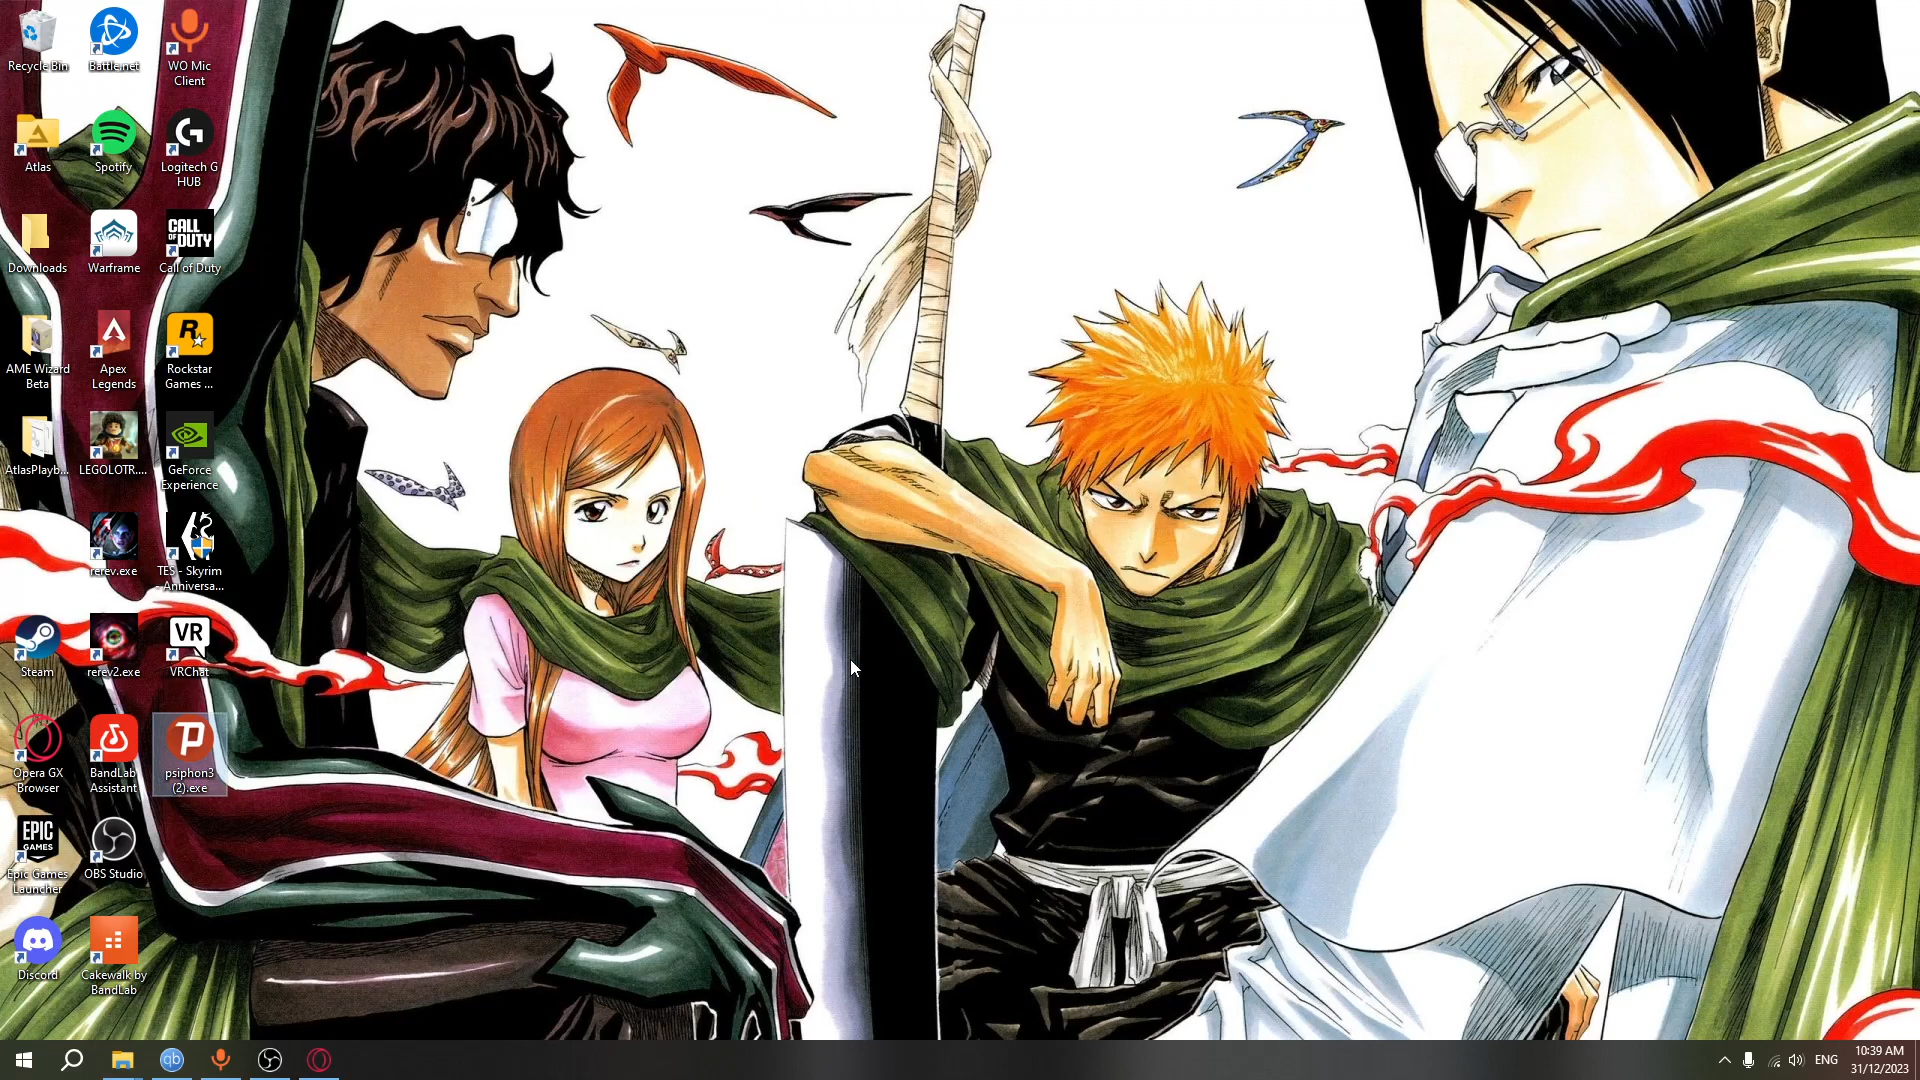 Recycle Bin
Battle.net
WO Mic
Client
Atlas
Spotify
Logitech G
HUB
Downloads
Warframe
CALL
OF DUTY
Call of Duty
AME Wizard
Beta
Apex
Legends
Rockstar
Games ...
AtlasPlayb...
LEGOLOTR....
GeForce
Experience
rerev.exe
TES - Skyrim
- Anniversa...
Steam
rerev2.exe
VR
VRChat
Opera GX
Browser
BandLab
Assistant
psiphon3
(2).exe
EPIC
GAMES
Epic Games
Launcher
OBS Studio
Discord
Cakewalk by
BandLab
qb
ENG
10:39 AM
31/12/2023